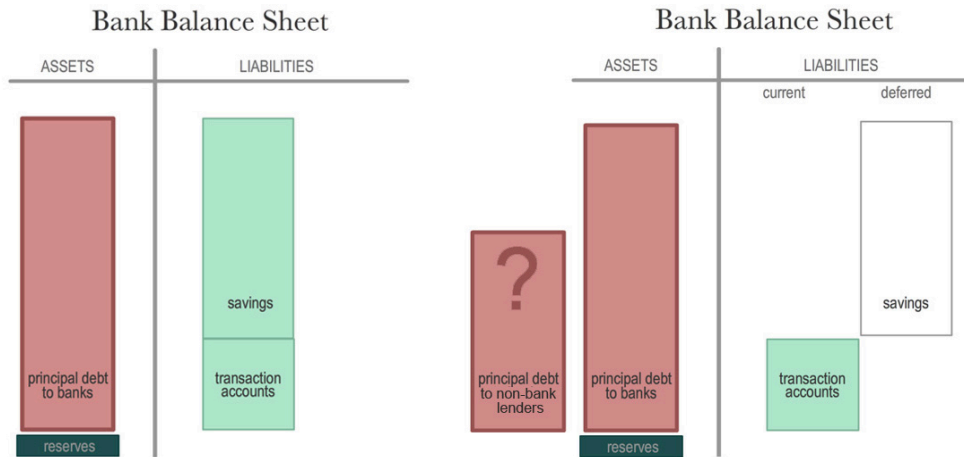 Bank Balance Sheet
ASSETS
LIABILITIES
savings
principal debt
to banks
transaction
accounts
reserves
Bank Balance Sheet
ASSETS
LIABILITIES
current
deferred
?
savings
principal debt
to non-bank
lenders
principal debt
to banks
transaction
accounts
reserves